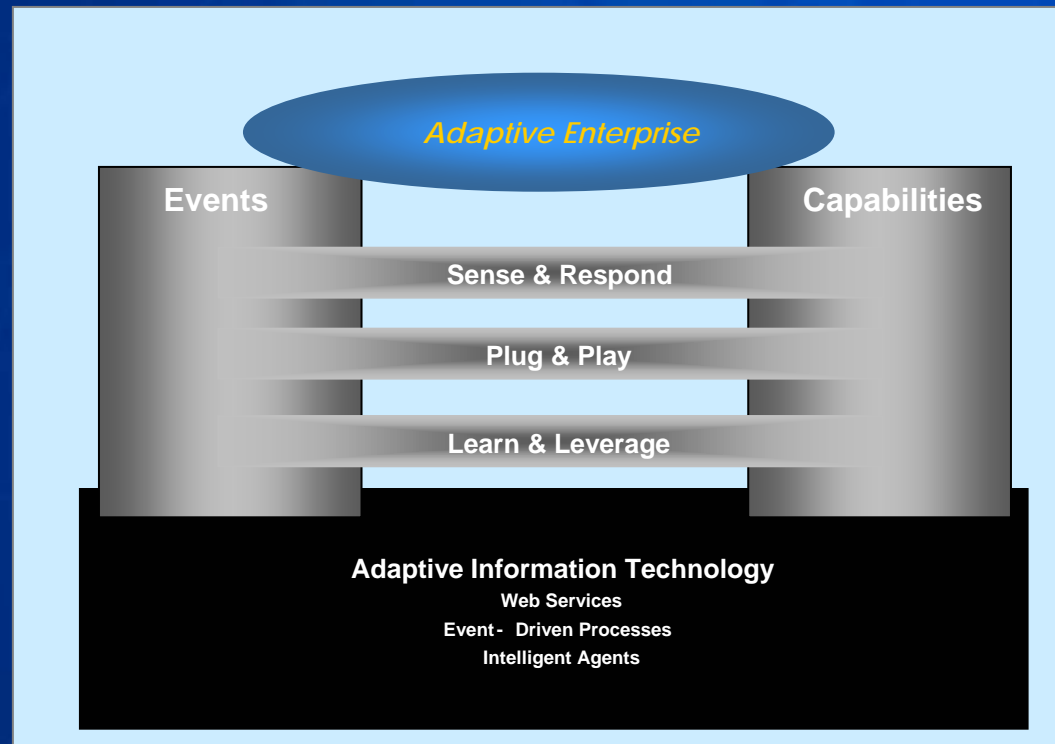 Adaptive Enterprise
Events
Capabilities
Sense & Respond
Plug & Play
Learn & Leverage
Adaptive Information Technology
Web Services
Event- Driven Processes
Intelligent Agents